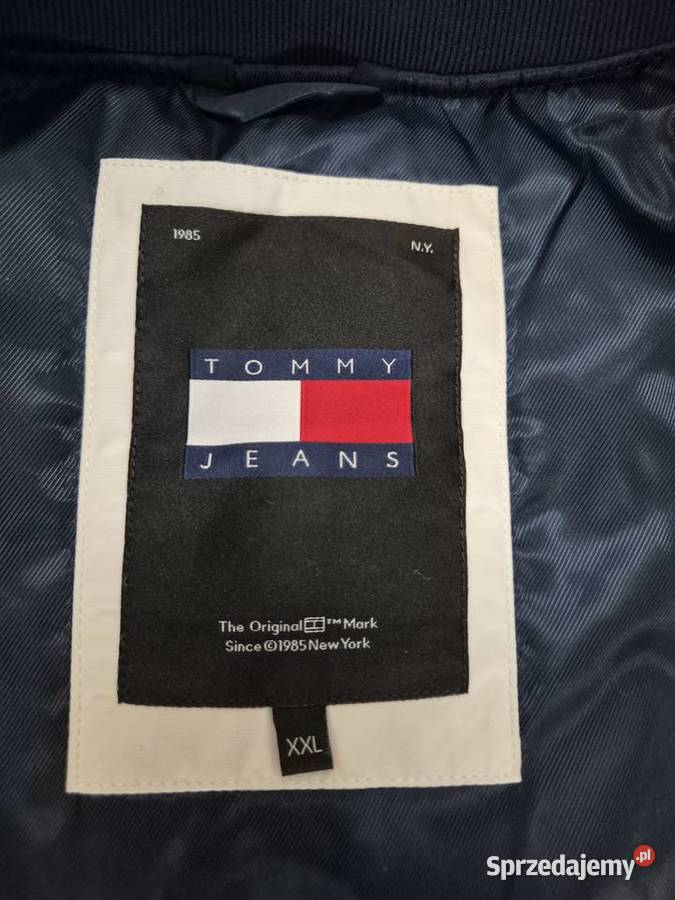 1985
N.Y.
TOMMY
JEANS
The Original ™ Mark
Since ©1985 New York
XXL
Sprzedajemy.pl